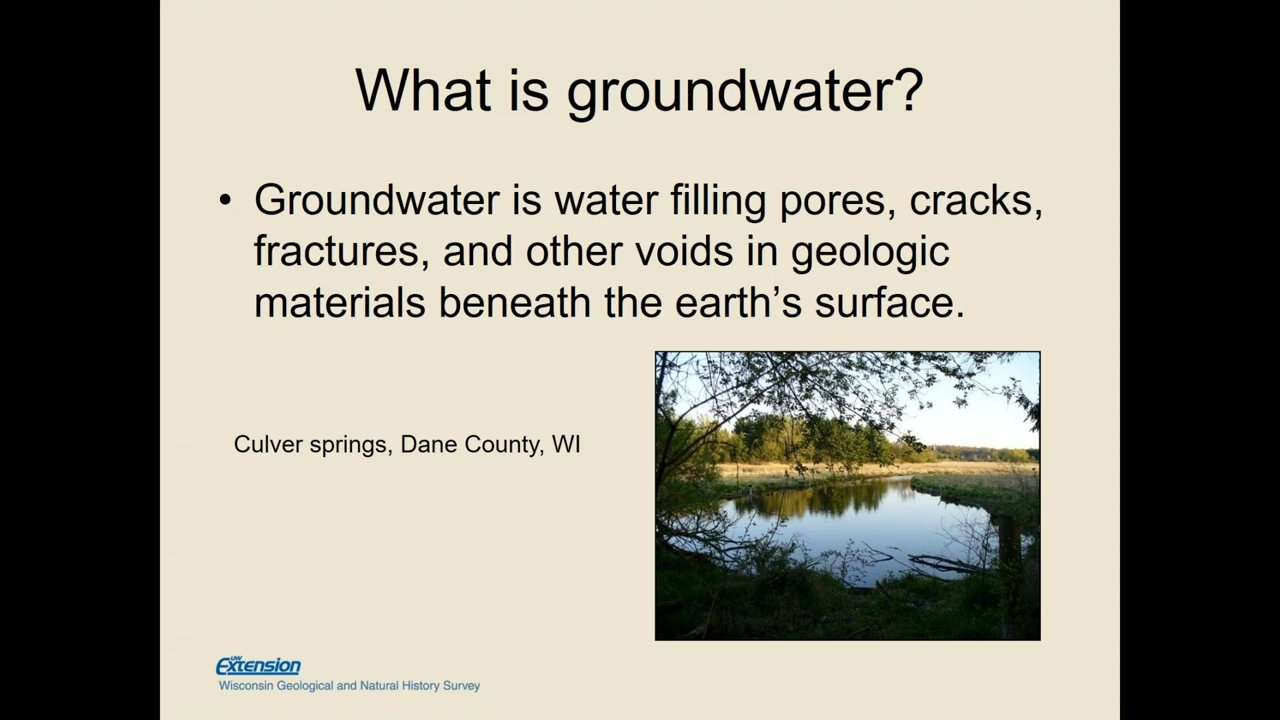 What is groundwater?
• Groundwater is water filling pores, cracks,
fractures, and other voids in geologic
materials beneath the earth’s surface.
Culver springs, Dane County, WI
UW
Extension
Wisconsin Geological and Natural History Survey